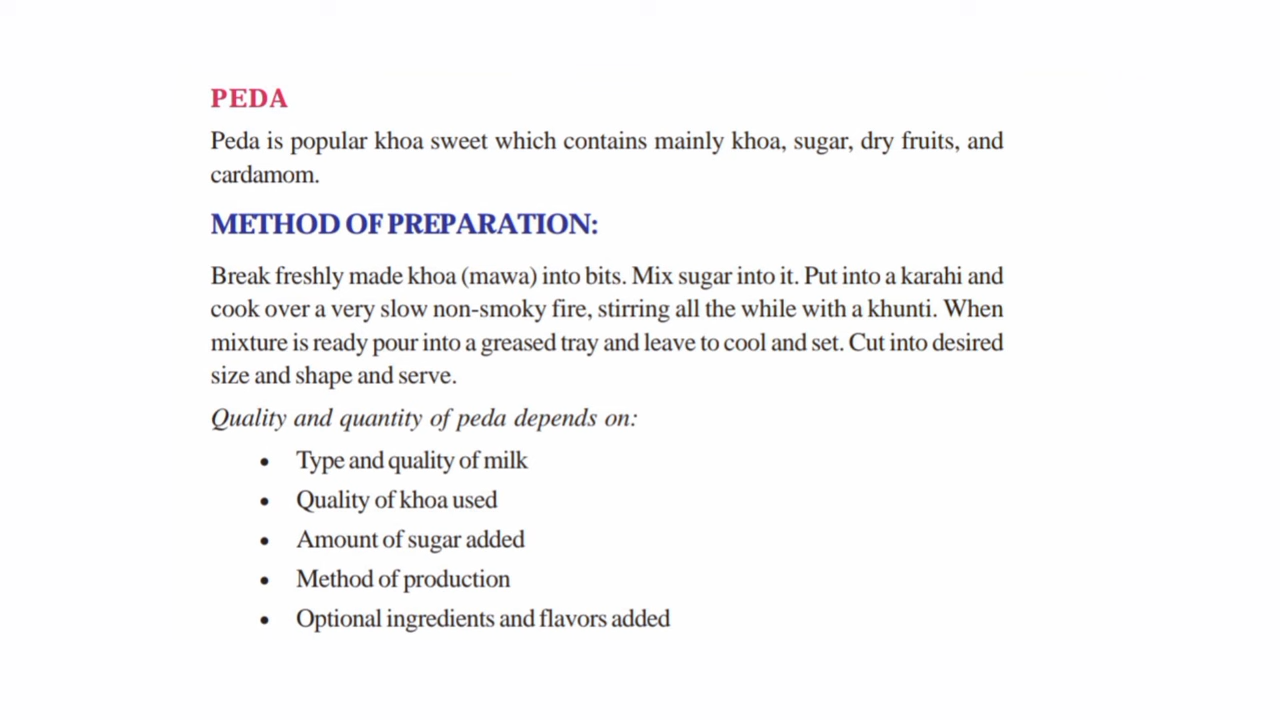 PEDA
Peda is popular khoa sweet which contains mainly khoa, sugar, dry fruits, and
cardamom.
METHOD OF PREPARATION:
Break freshly made khoa (mawa) into bits. Mix sugar into it. Put into a karahi and
cook over a very slow non-smoky fire, stirring all the while with a khunti. When
mixture is ready pour into a greased tray and leave to cool and set. Cut into desired
size and shape and serve.
Quality and quantity of peda depends on:
• Type and quality of milk
• Quality of khoa used
• Amount of sugar added
• Method of production
• Optional ingredients and flavors added